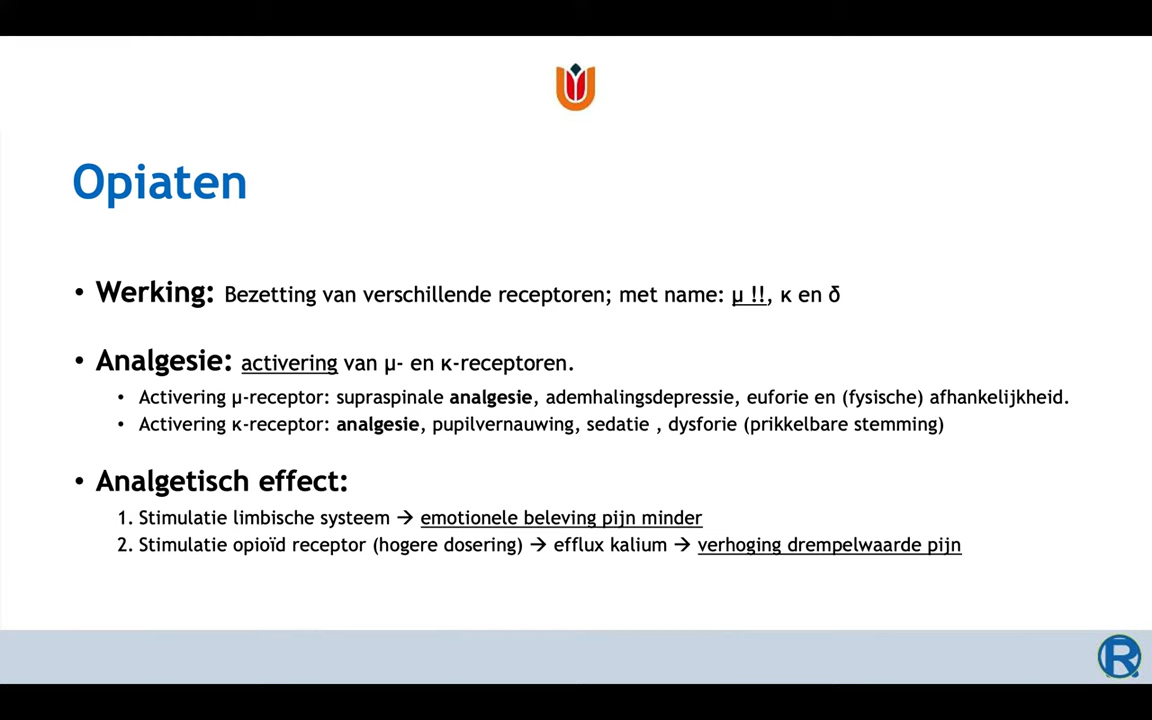 Opiaten
• Werking: Bezetting van verschillende receptoren; met name: μ !!, κ en δ
• Analgesie: activering van μ- en κ-receptoren.
• Activering μ-receptor: supraspinale analgesie, ademhalingsdepressie, euforie en (fysische) afhankelijkheid.
• Activering κ-receptor: analgesie, pupilvernauwing, sedatie , dysforie (prikkelbare stemming)
• Analgetisch effect:
1. Stimulatie limbische systeem → emotionele beleving pijn minder
2. Stimulatie opioïd receptor (hogere dosering) → efflux kalium → verhoging drempelwaarde pijn
R